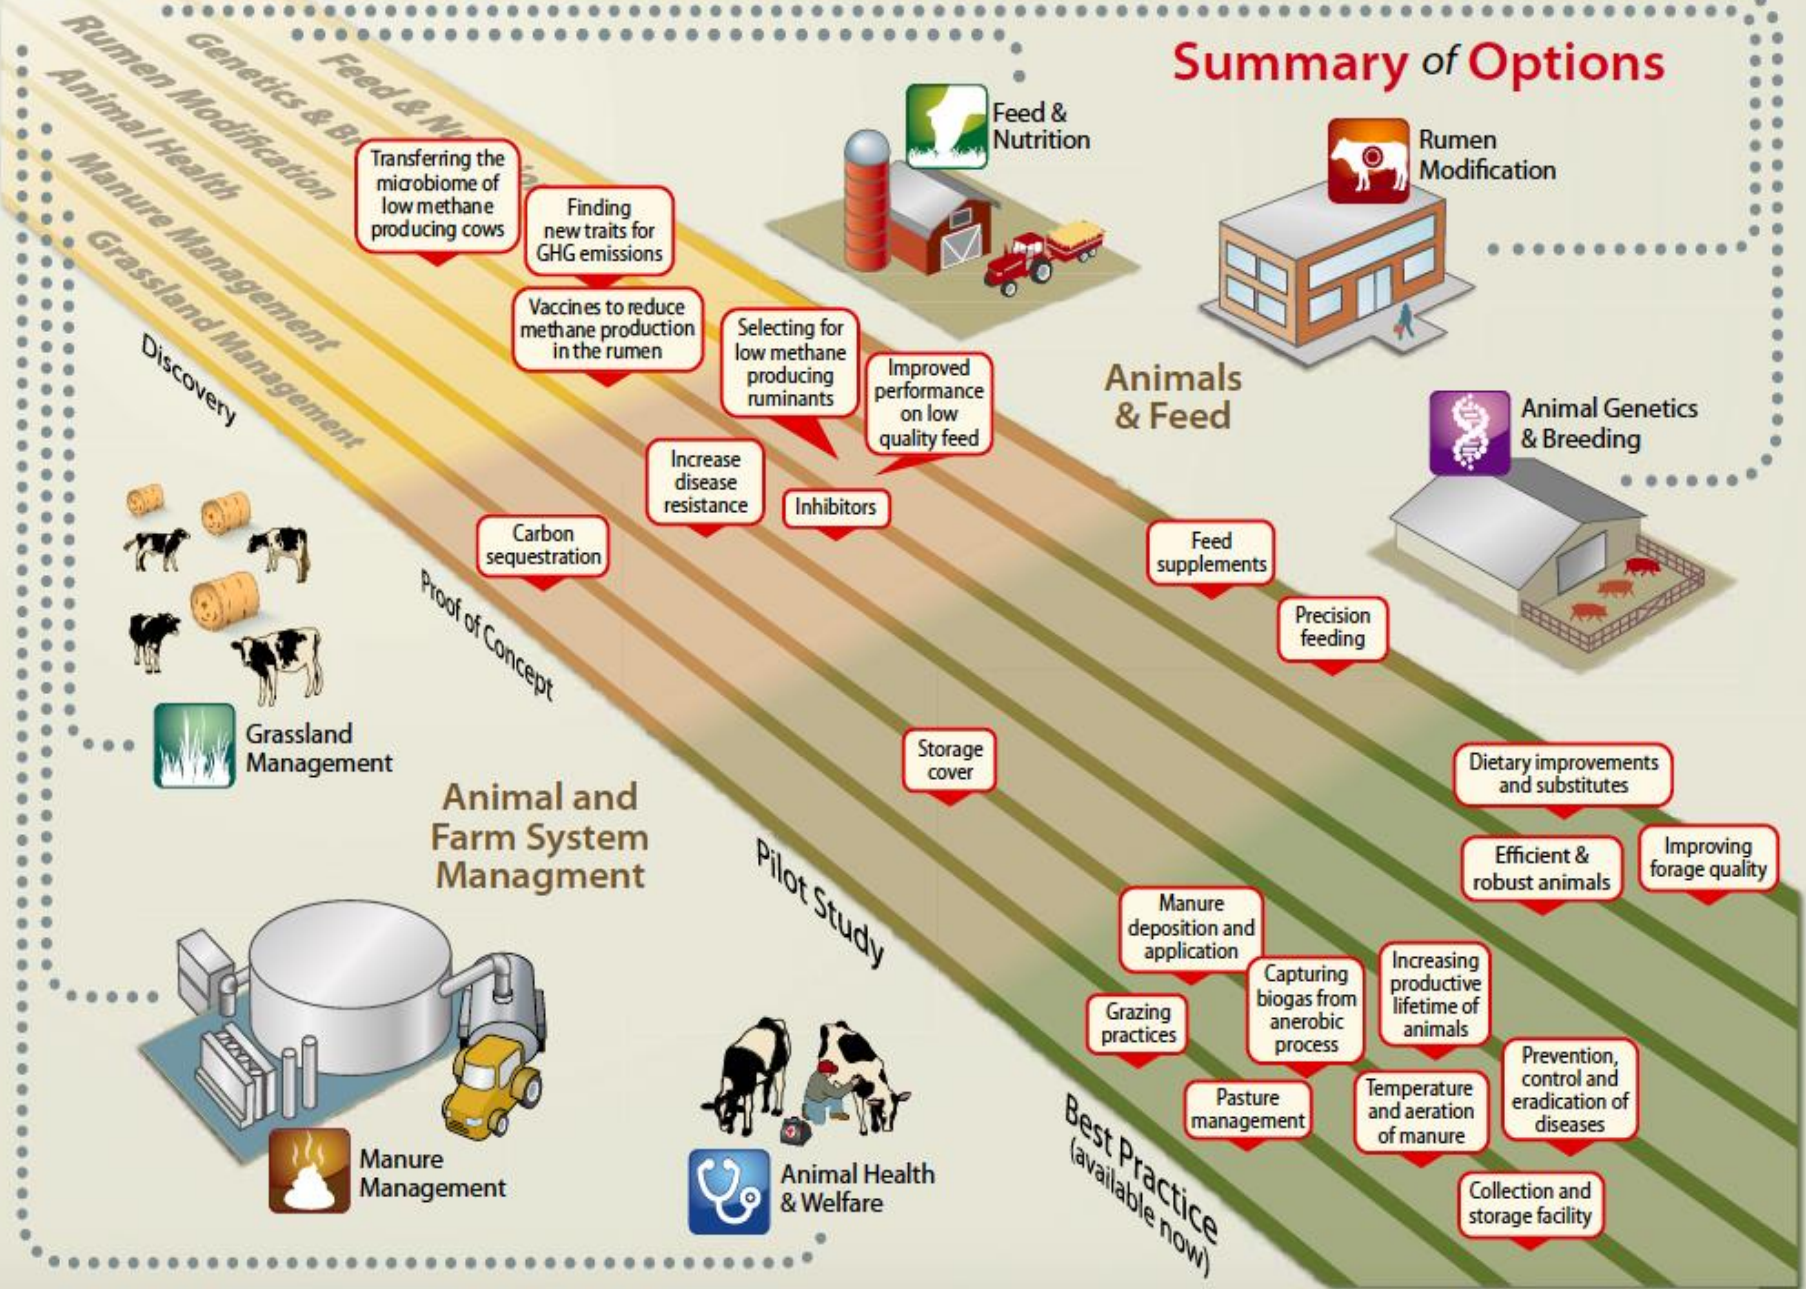 Summary of Options
Feed & Nu
Genetics & Br
Rumen Modification
Animal Health
Manure Management
Grassland Management
Feed &
Nutrition
Rumen
Modification
Animal Genetics
& Breeding
Animals
& Feed
Transferring the
microbiome of
low methane
producing cows
Finding
new traits for
GHG emissions
Vaccines to reduce
methane production
in the rumen
Selecting for
low methane
producing
ruminants
Improved
performance
on low
quality feed
Increase
disease
resistance
Inhibitors
Carbon
sequestration
Discovery
Proof of Concept
Pilot Study
Best Practice
(available now)
Feed
supplements
Precision
feeding
Storage
cover
Dietary improvements
and substitutes
Efficient &
robust animals
Improving
forage quality
Manure
deposition and
application
Grazing
practices
Capturing
biogas from
anerobic
process
Increasing
productive
lifetime of
animals
Pasture
management
Temperature
and aeration
of manure
Prevention,
control and
eradication of
diseases
Collection and
storage facility
Grassland
Management
Animal and
Farm System
Managment
Manure
Management
Animal Health
& Welfare